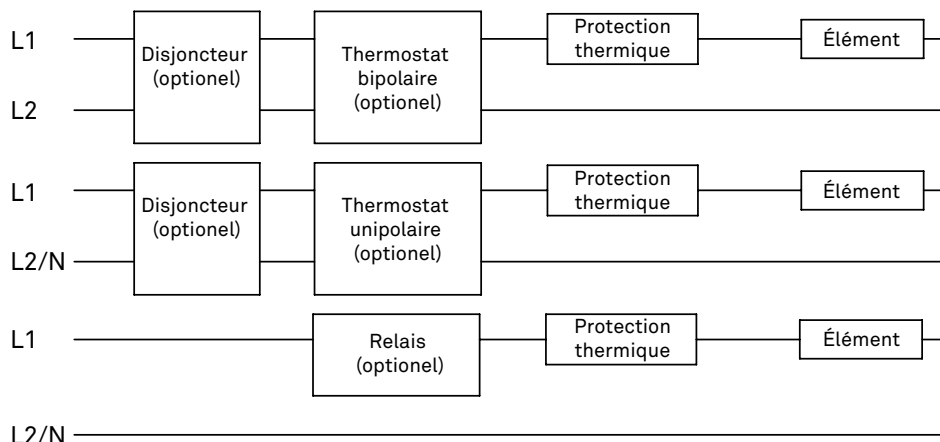 L1
Disjoncteur
(optionel)
Thermostat
bipolaire
(optionel)
Protection
thermique
Élément
L2
L1
Disjoncteur
(optionel)
Thermostat
unipolaire
(optionel)
Protection
thermique
Élément
L2/N
L1
Relais
(optionel)
Protection
thermique
Élément
L2/N